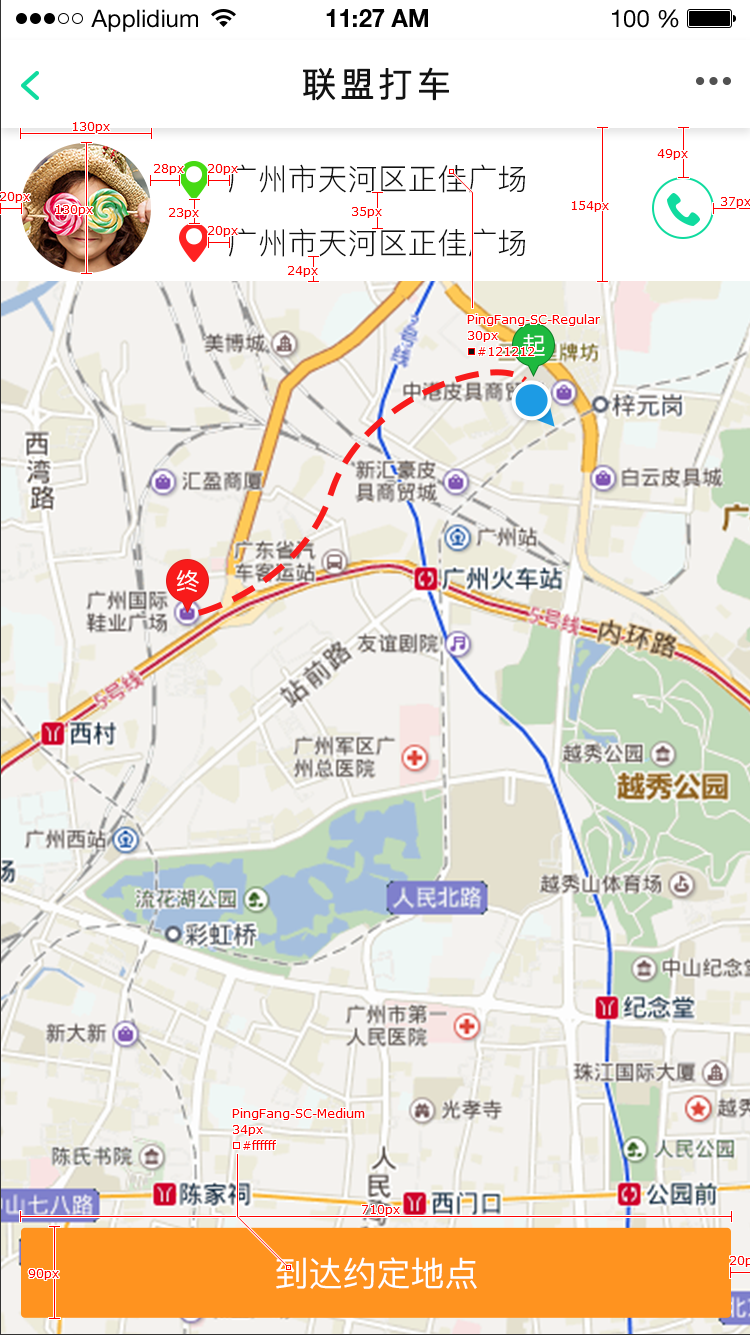 Applidium 11:27 AM 100 %
联盟打车
130px
28px
20px
广州市天河区正佳广场
49px
20px
130px
23px
35px
154px
37px
20px
广州市天河区正佳广场
24px
PingFang-SC-Regular
30px
#121212
美博城
起
牌坊
中港皮具商贸
梓元岗
西湾路
汇盈商厦
新汇豪皮
具商贸城
白云皮具城
广州站
广
广东省汽
车客运站
广州火车站
终
广州国际
鞋业广场
5号线
内环路
友谊剧院
站前路
5号线
西村
广州军区广
州总医院
越秀公园
越秀公园
广州西站
场
流花湖公园
人民北路
越秀山体育场
彩虹桥
中山纪念堂
纪念堂
广州市第一
人民医院
新大新
珠江国际大厦
光孝寺
越秀
PingFang-SC-Medium
34px
#ffffff
陈氏书院
人民公园
人民
陈家祠
西门口
公园前
中山七八路
710px
90px
到达约定地点
20p
北